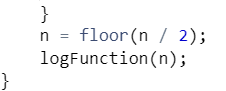 }
n = floor(n / 2);
logFunction(n);
}